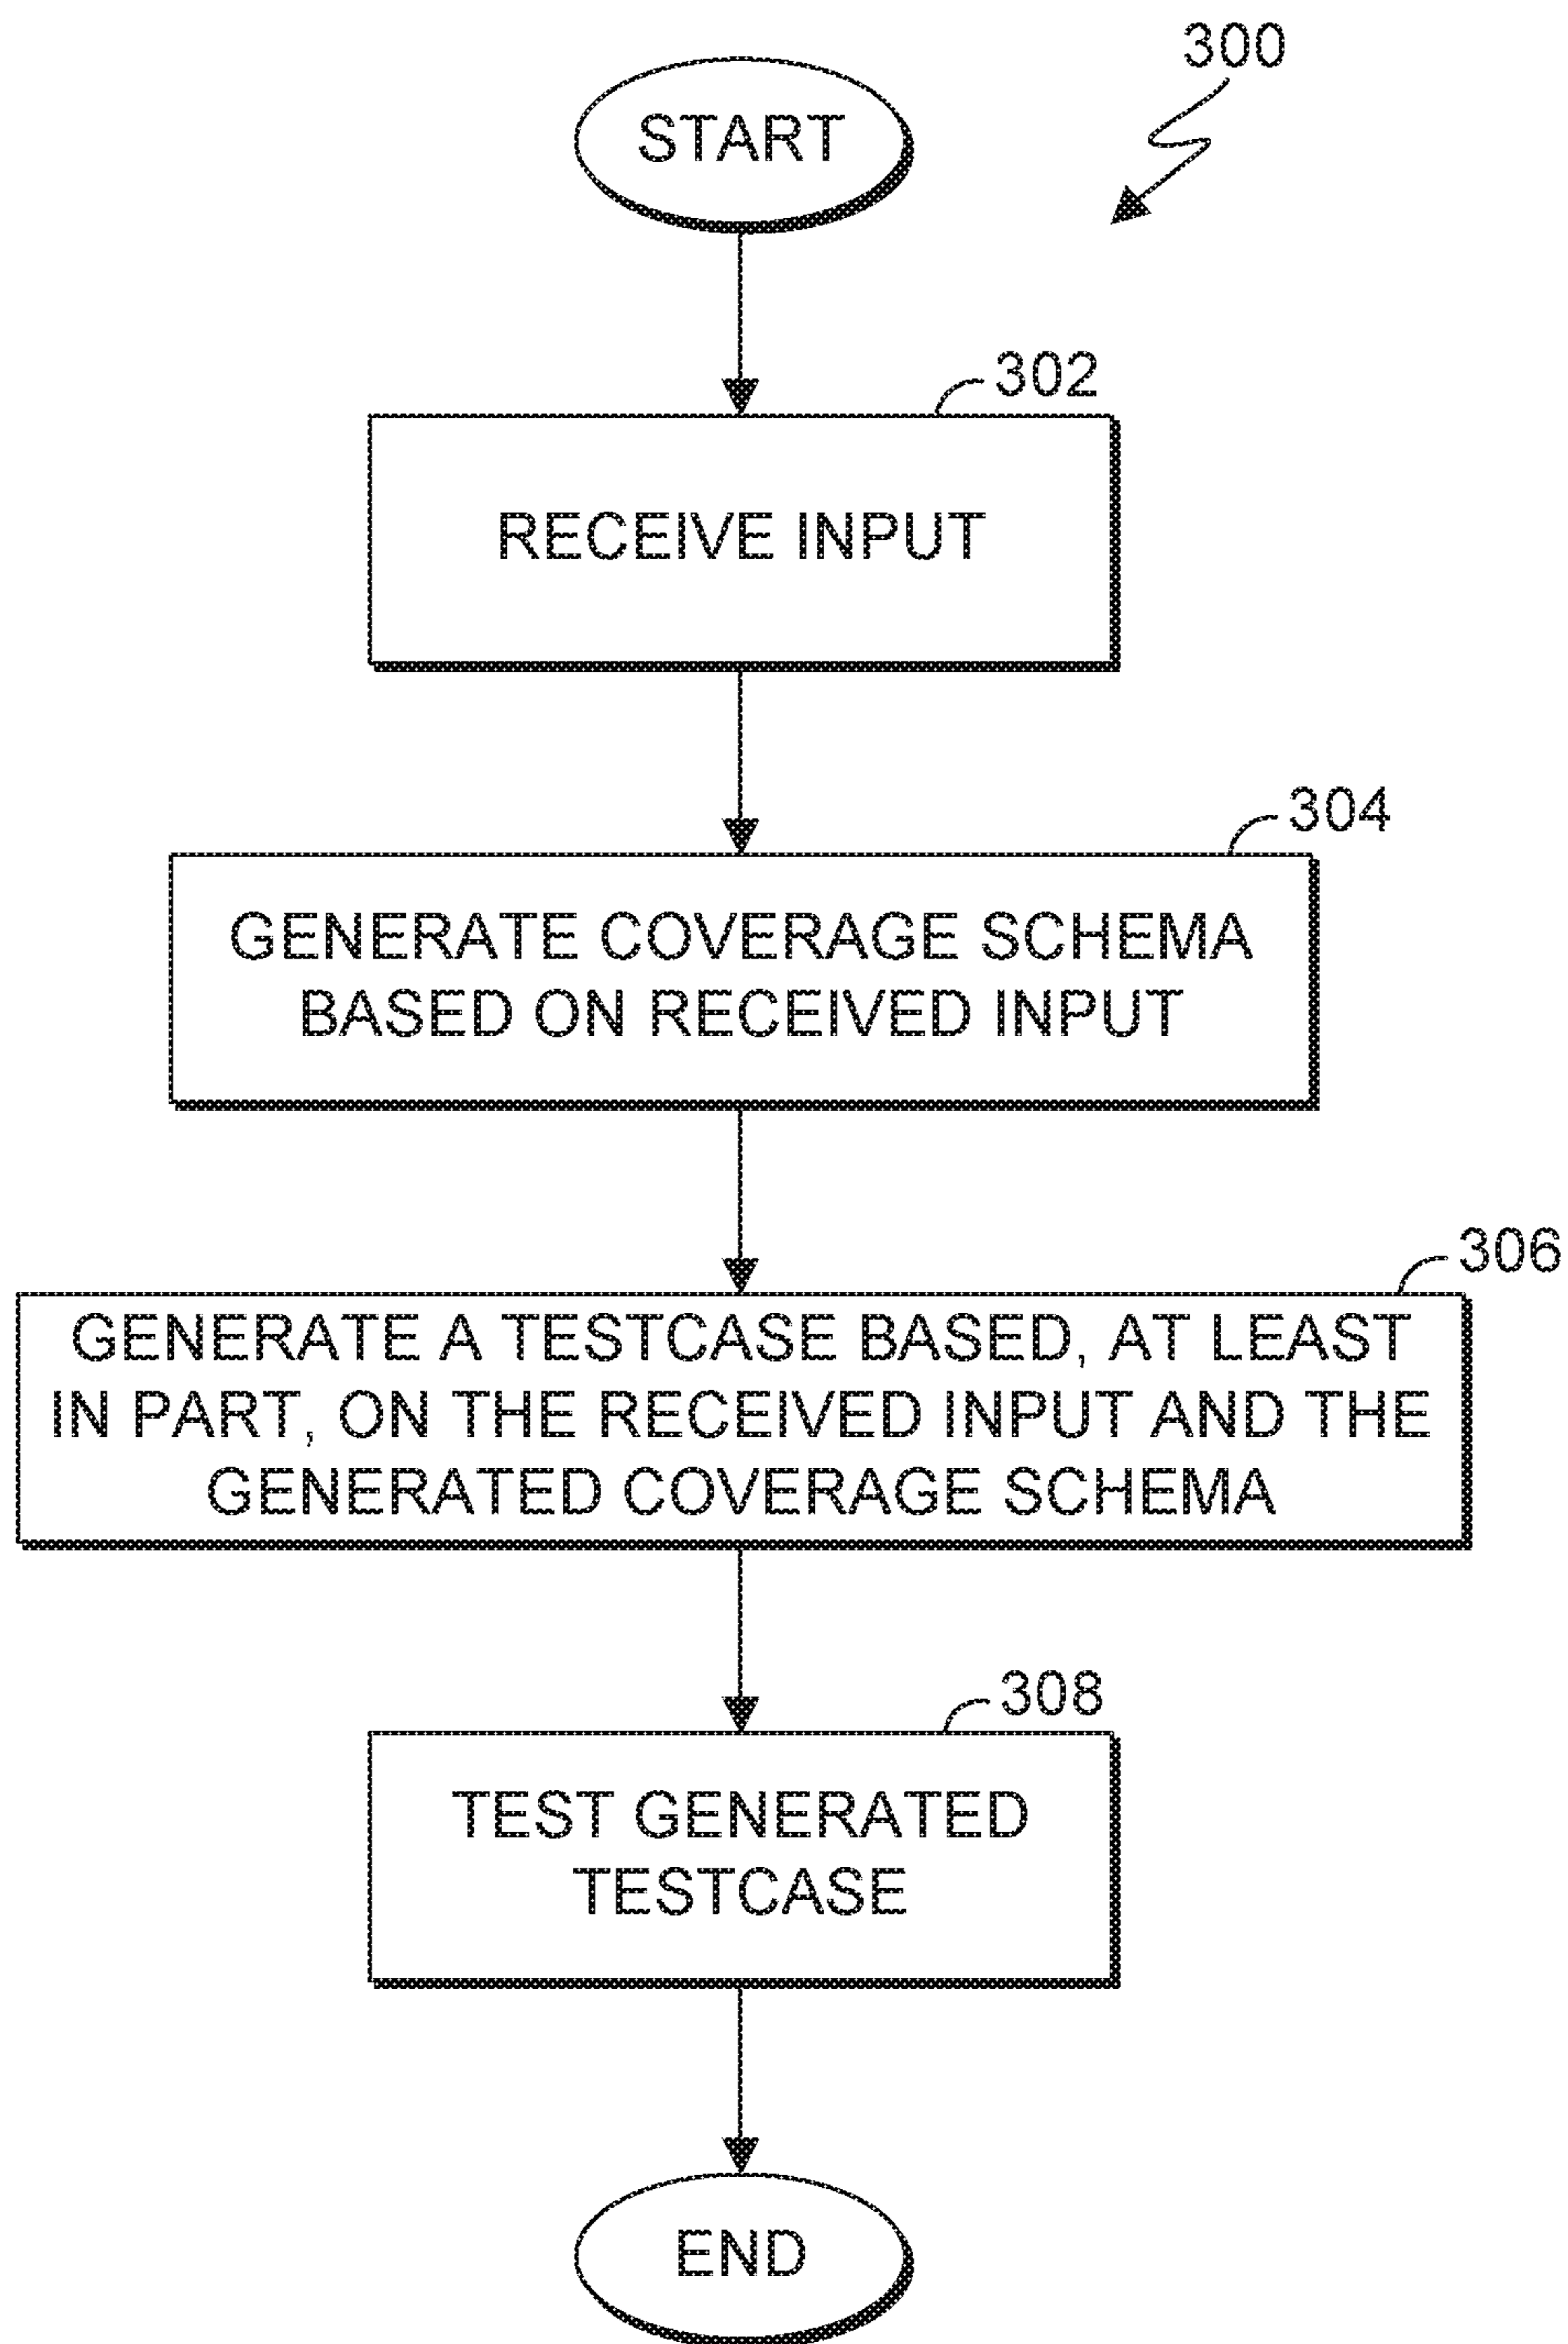 300
START
302
RECEIVE INPUT
304
GENERATE COVERAGE SCHEMA
BASED ON RECEIVED INPUT
306
GENERATE A TESTCASE BASED, AT LEAST
IN PART, ON THE RECEIVED INPUT AND THE
GENERATED COVERAGE SCHEMA
308
TEST GENERATED
TESTCASE
END